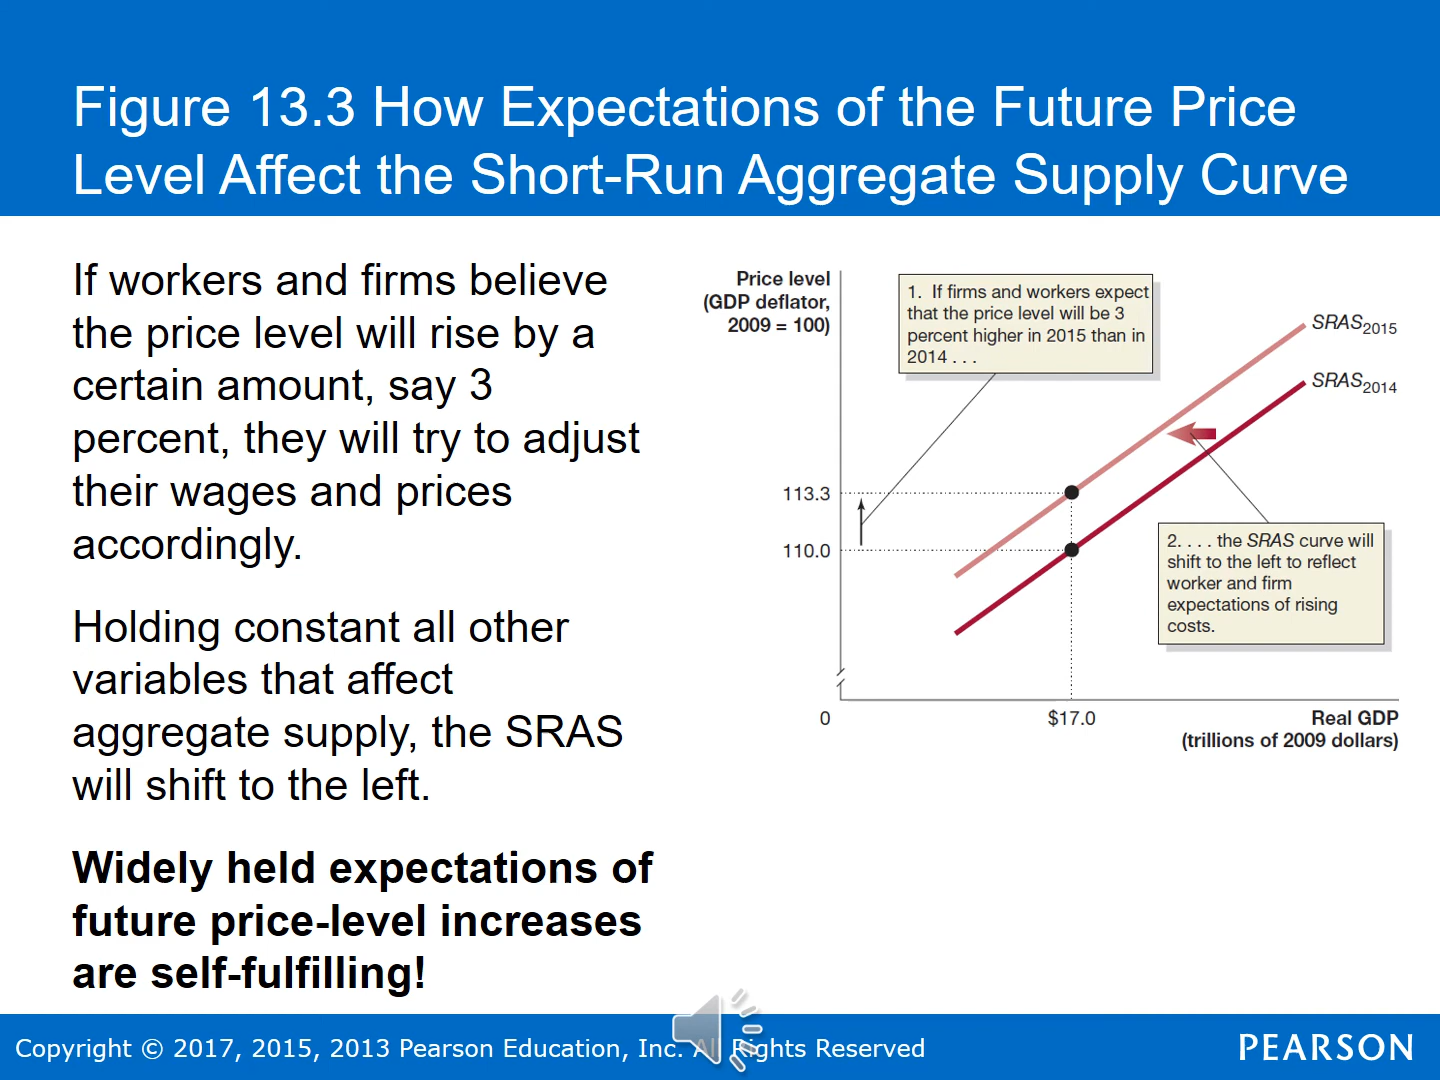 Figure 13.3 How Expectations of the Future Price
Level Affect the Short-Run Aggregate Supply Curve
If workers and firms believe
the price level will rise by a
certain amount, say 3
percent, they will try to adjust
their wages and prices
accordingly.
Holding constant all other
variables that affect
aggregate supply, the SRAS
will shift to the left.
Widely held expectations of
future price-level increases
are self-fulfilling!
Price level
(GDP deflator,
2009 = 100)
1. If firms and workers expect
that the price level will be 3
percent higher in 2015 than in
2014 . . .
SRAS2015
SRAS2014
113.3
110.0
2. . . . the SRAS curve will
shift to the left to reflect
worker and firm
expectations of rising
costs.
0
$17.0
Real GDP
(trillions of 2009 dollars)
Copyright © 2017, 2015, 2013 Pearson Education, Inc. All Rights Reserved
PEARSON